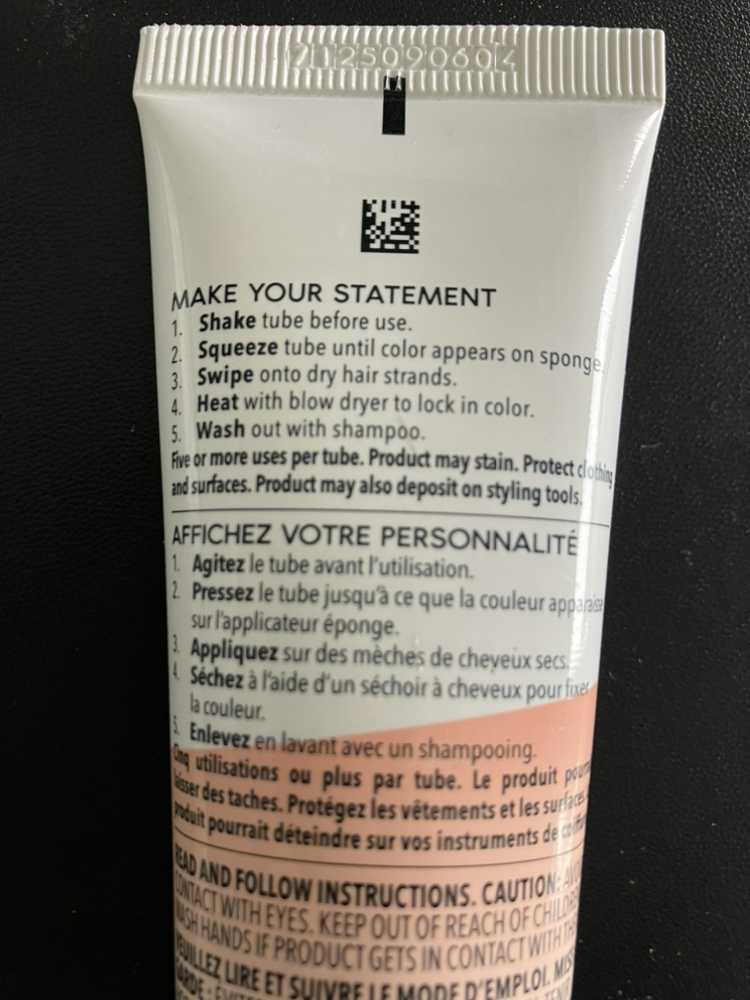 MAKE YOUR STATEMENT
1. Shake tube before use.
2. Squeeze tube until color appears on sponge.
3. Swipe onto dry hair strands.
4. Heat with blow dryer to lock in color.
5. Wash out with shampoo.
Five or more uses per tube. Product may stain. Protect clothing
and surfaces. Product may also deposit on styling tools.
AFFICHEZ VOTRE PERSONNALITÉ
1. Agitez le tube avant l'utilisation.
2. Pressez le tube jusqu'à ce que la couleur apparaisse
sur l'applicateur éponge.
3. Appliquez sur des mèches de cheveux secs.
4. Séchez à l'aide d'un séchoir à cheveux pour fixer
la couleur.
5. Enlevez en lavant avec un shampooing.
Cinq utilisations ou plus par tube. Le produit
laisser des taches. Protégez les vêtements et les surfaces.
produit pourrait déteindre sur vos instruments de
READ AND FOLLOW INSTRUCTIONS. CAUTION:
CONTACT WITH EYES. KEEP OUT OF REACH OF
WASH HANDS IF PRODUCT GETS IN CONTACT WITH
VEUILLEZ LIRE ET SUIVRE LE MODE D'EMPLOI.